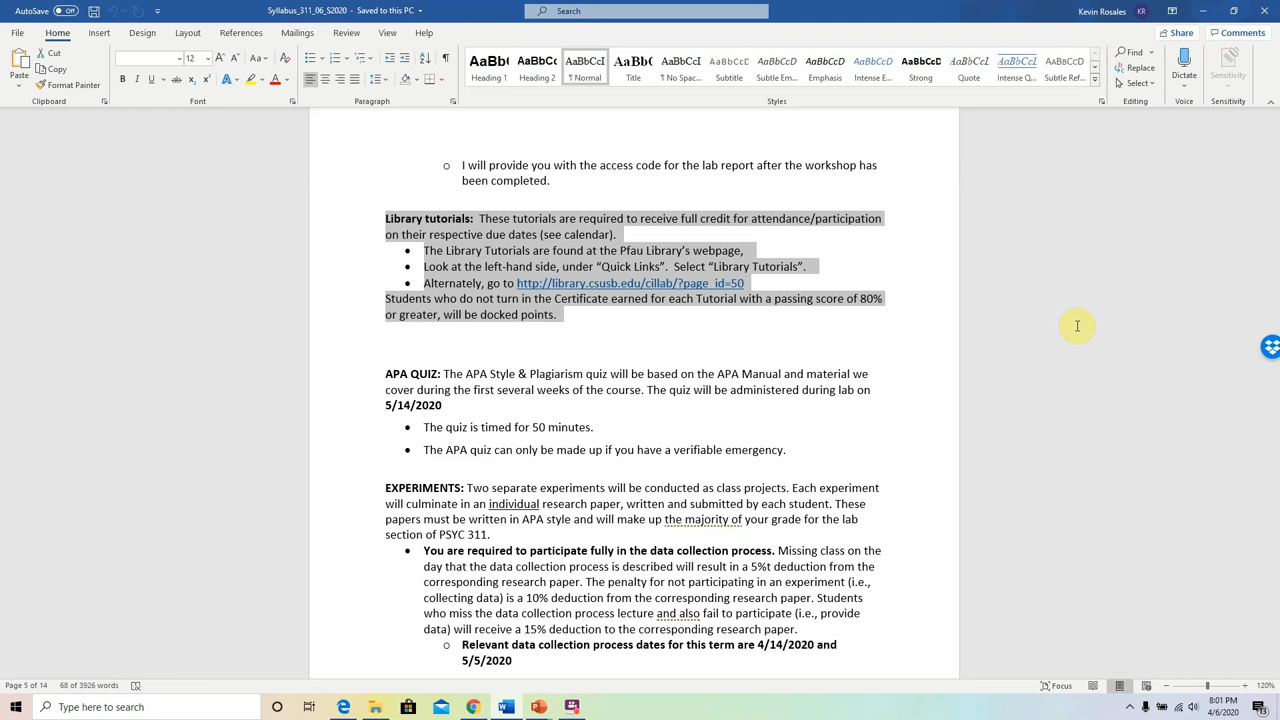 AutoSave Off
Syllabus_311_06_S2020 - Saved to this PC
Search
Kevin Rosales
File Home Insert Design Layout References Mailings Review View Help
Share Comments
Paste
Cut
Copy
Format Painter
Clipboard
12
Font
Paragraph
AaBb( AaBbC( AaBbCcI AaBbC( AaBbCcI AaBbCcD AaBbCcD AaBbCcD AaBbCcD AaBbCcD AaBbCcI AaBbCcI AaBbCcD
Heading 1 Heading 2 ¶ Normal Title ¶ No Spac... Subtitle Subtle Em... Emphasis Intense E... Strong Quote Intense Q... Subtle Ref...
Styles
Find
Replace
Select
Editing
Dictate
Voice
Sensitivity
Sensitivity
o I will provide you with the access code for the lab report after the workshop has
been completed.
Library tutorials: These tutorials are required to receive full credit for attendance/participation
on their respective due dates (see calendar).
• The Library Tutorials are found at the Pfau Library’s webpage,
• Look at the left-hand side, under “Quick Links”. Select “Library Tutorials”.
• Alternately, go to http://library.csusb.edu/cillab/?page_id=50
Students who do not turn in the Certificate earned for each Tutorial with a passing score of 80%
or greater, will be docked points.
APA QUIZ: The APA Style & Plagiarism quiz will be based on the APA Manual and material we
cover during the first several weeks of the course. The quiz will be administered during lab on
5/14/2020
• The quiz is timed for 50 minutes.
• The APA quiz can only be made up if you have a verifiable emergency.
EXPERIMENTS: Two separate experiments will be conducted as class projects. Each experiment
will culminate in an individual research paper, written and submitted by each student. These
papers must be written in APA style and will make up the majority of your grade for the lab
section of PSYC 311.
• You are required to participate fully in the data collection process. Missing class on the
day that the data collection process is described will result in a 5%t deduction from the
corresponding research paper. The penalty for not participating in an experiment (i.e.,
collecting data) is a 10% deduction from the corresponding research paper. Students
who miss the data collection process lecture and also fail to participate (i.e., provide
data) will receive a 15% deduction to the corresponding research paper.
o Relevant data collection process dates for this term are 4/14/2020 and
5/5/2020
Page 5 of 14 68 of 3926 words
Focus
120%
Type here to search
8:01 PM
4/6/2020